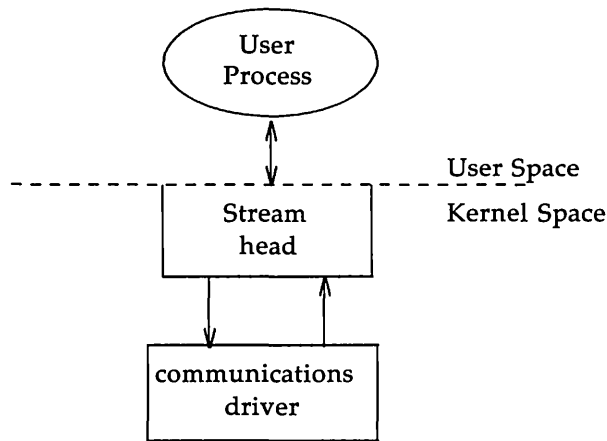 User
Process
User Space
Kernel Space
Stream
head
communications
driver